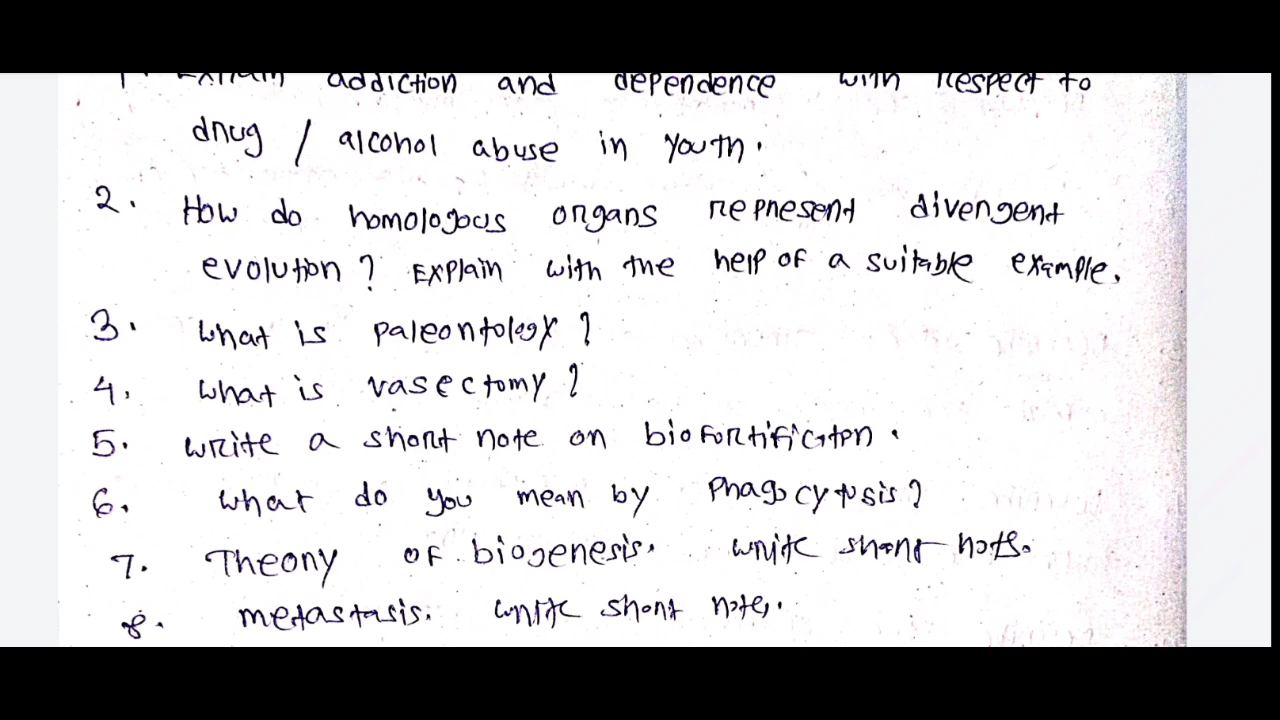 1. Explain addiction and dependence with respect to
drug / alcohol abuse in youth.
2. How do homologous organs represent divergent
evolution? Explain with the help of a suitable example.
3. What is paleontology?
4. What is vasectomy?
5. Write a short note on biofortification.
6. What do you mean by Phagocytosis?
7. Theory of biogenesis. write short note.
8. metastasis. write short note.